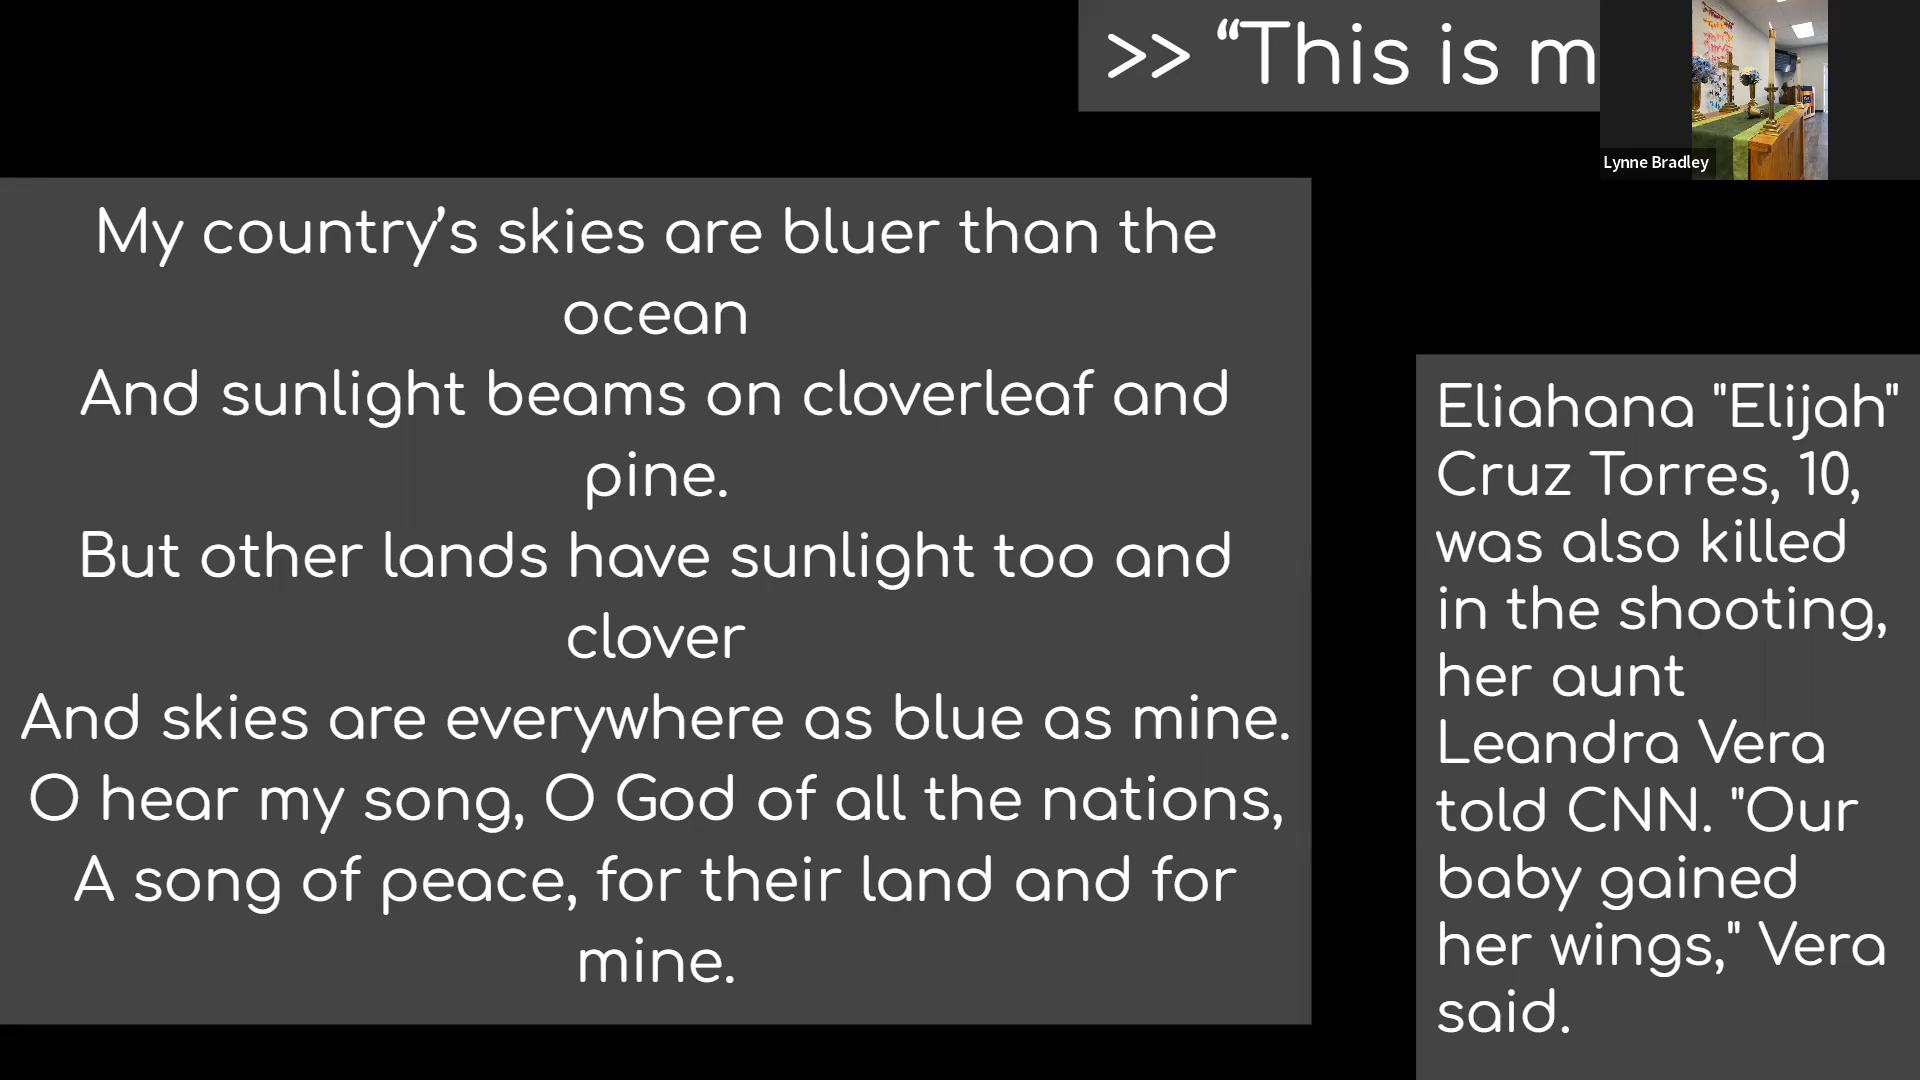 >> “This is m
Lynne Bradley
My country’s skies are bluer than the
ocean
And sunlight beams on cloverleaf and
pine.
But other lands have sunlight too and
clover
And skies are everywhere as blue as mine.
O hear my song, O God of all the nations,
A song of peace, for their land and for
mine.
Eliahana "Elijah"
Cruz Torres, 10,
was also killed
in the shooting,
her aunt
Leandra Vera
told CNN. "Our
baby gained
her wings," Vera
said.